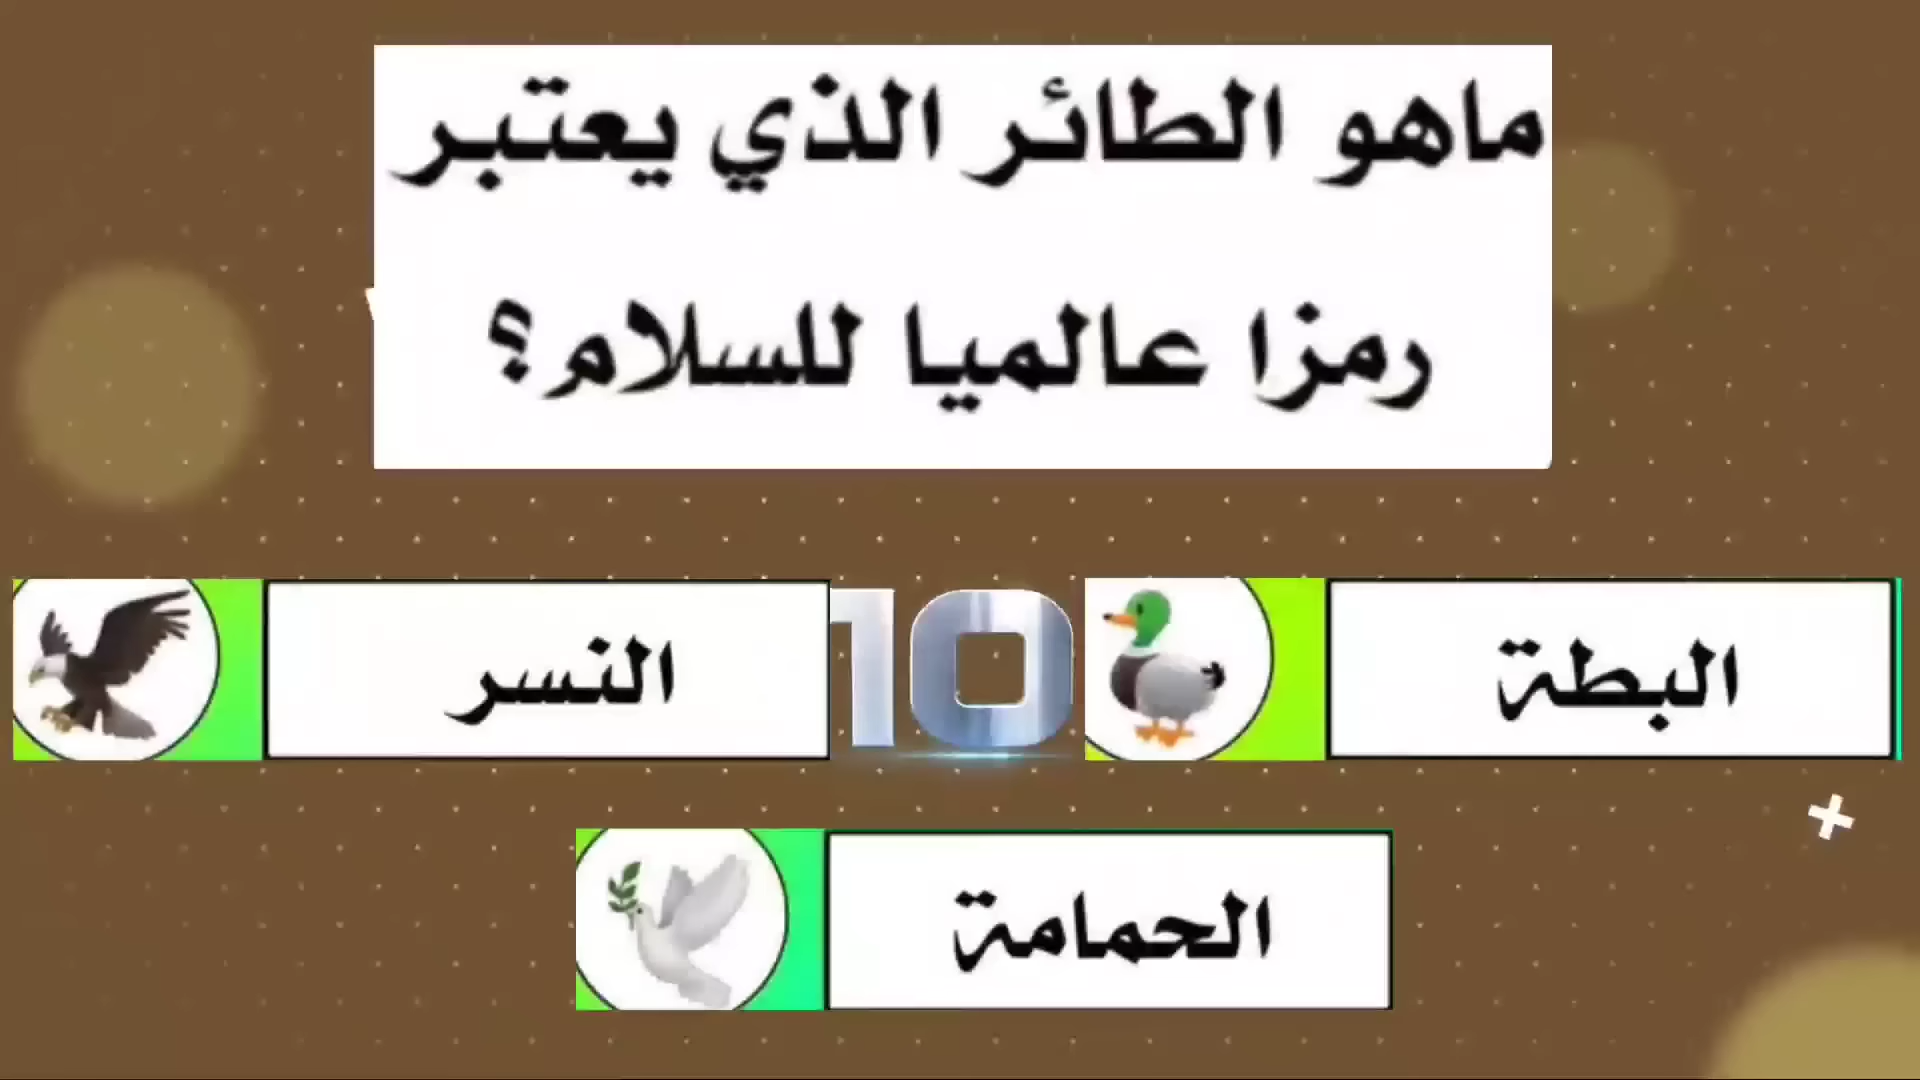 ماهو الطائر الذي يعتبر
رمزا عالميا للسلام؟
البطة
10
النسر
الحمامة